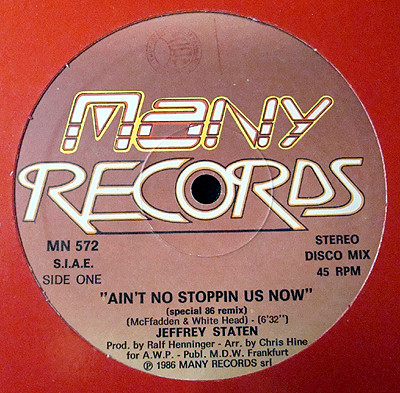 MANY
RECORDS
MN 572
S.I.A.E.
SIDE ONE
STEREO
DISCO MIX
45 RPM
"AIN'T NO STOPPIN US NOW"
(special 86 remix)
(McFfadden & White Head) - (6'32'')
JEFFREY STATEN
Prod. by Ralf Henninger - Arr. by Chris Hine
for A.W.P. - Publ. M.D.W. Frankfurt
℗ 1986 MANY RECORDS srl